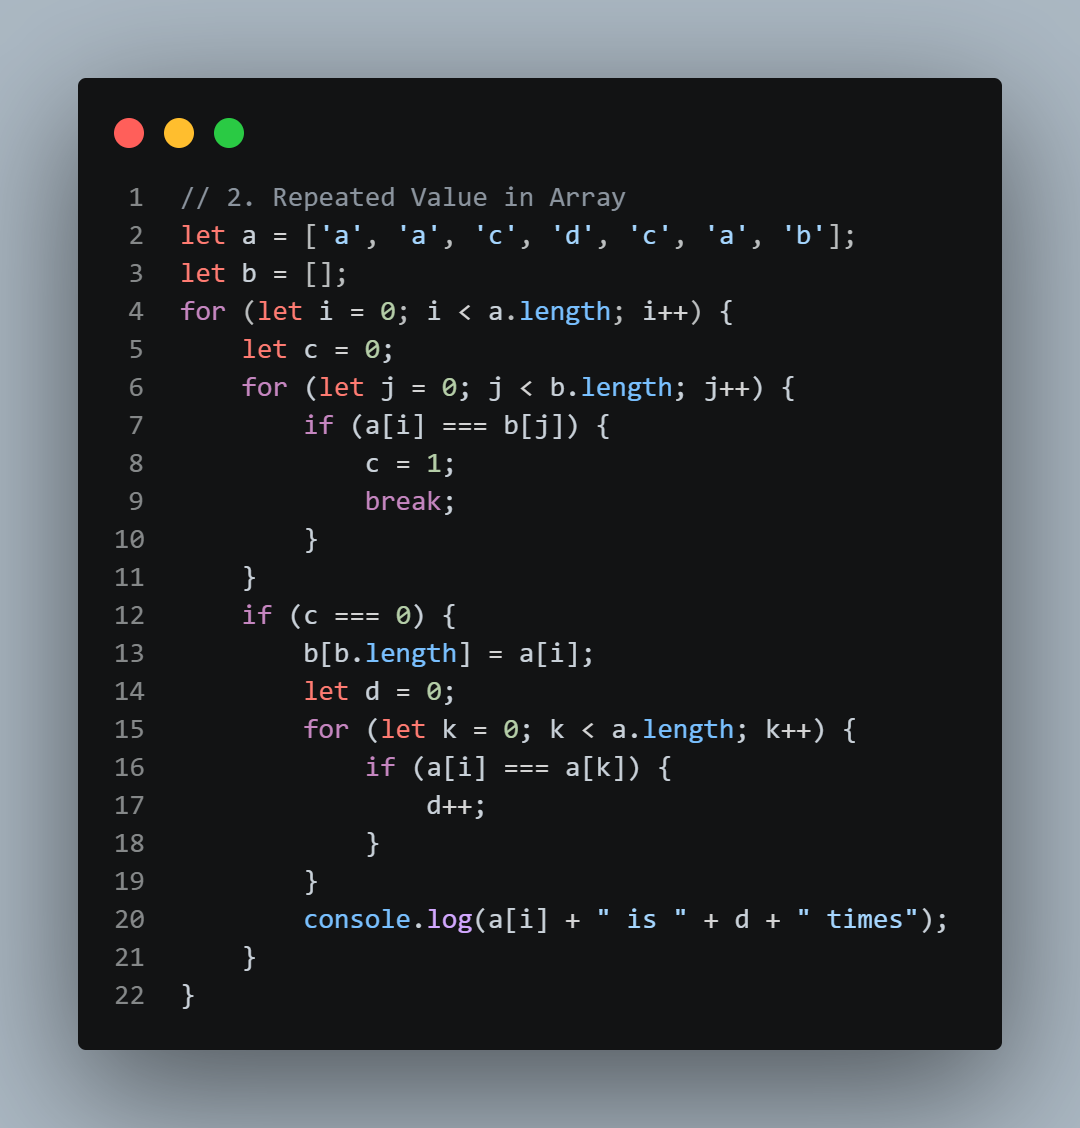 1 // 2. Repeated Value in Array
2 let a = ['a', 'a', 'c', 'd', 'c', 'a', 'b'];
3 let b = [];
4 for (let i = 0; i < a.length; i++) {
5     let c = 0;
6     for (let j = 0; j < b.length; j++) {
7         if (a[i] === b[j]) {
8             c = 1;
9             break;
10         }
11     }
12     if (c === 0) {
13         b[b.length] = a[i];
14         let d = 0;
15         for (let k = 0; k < a.length; k++) {
16             if (a[i] === a[k]) {
17                 d++;
18             }
19         }
20         console.log(a[i] + " is " + d + " times");
21     }
22 }